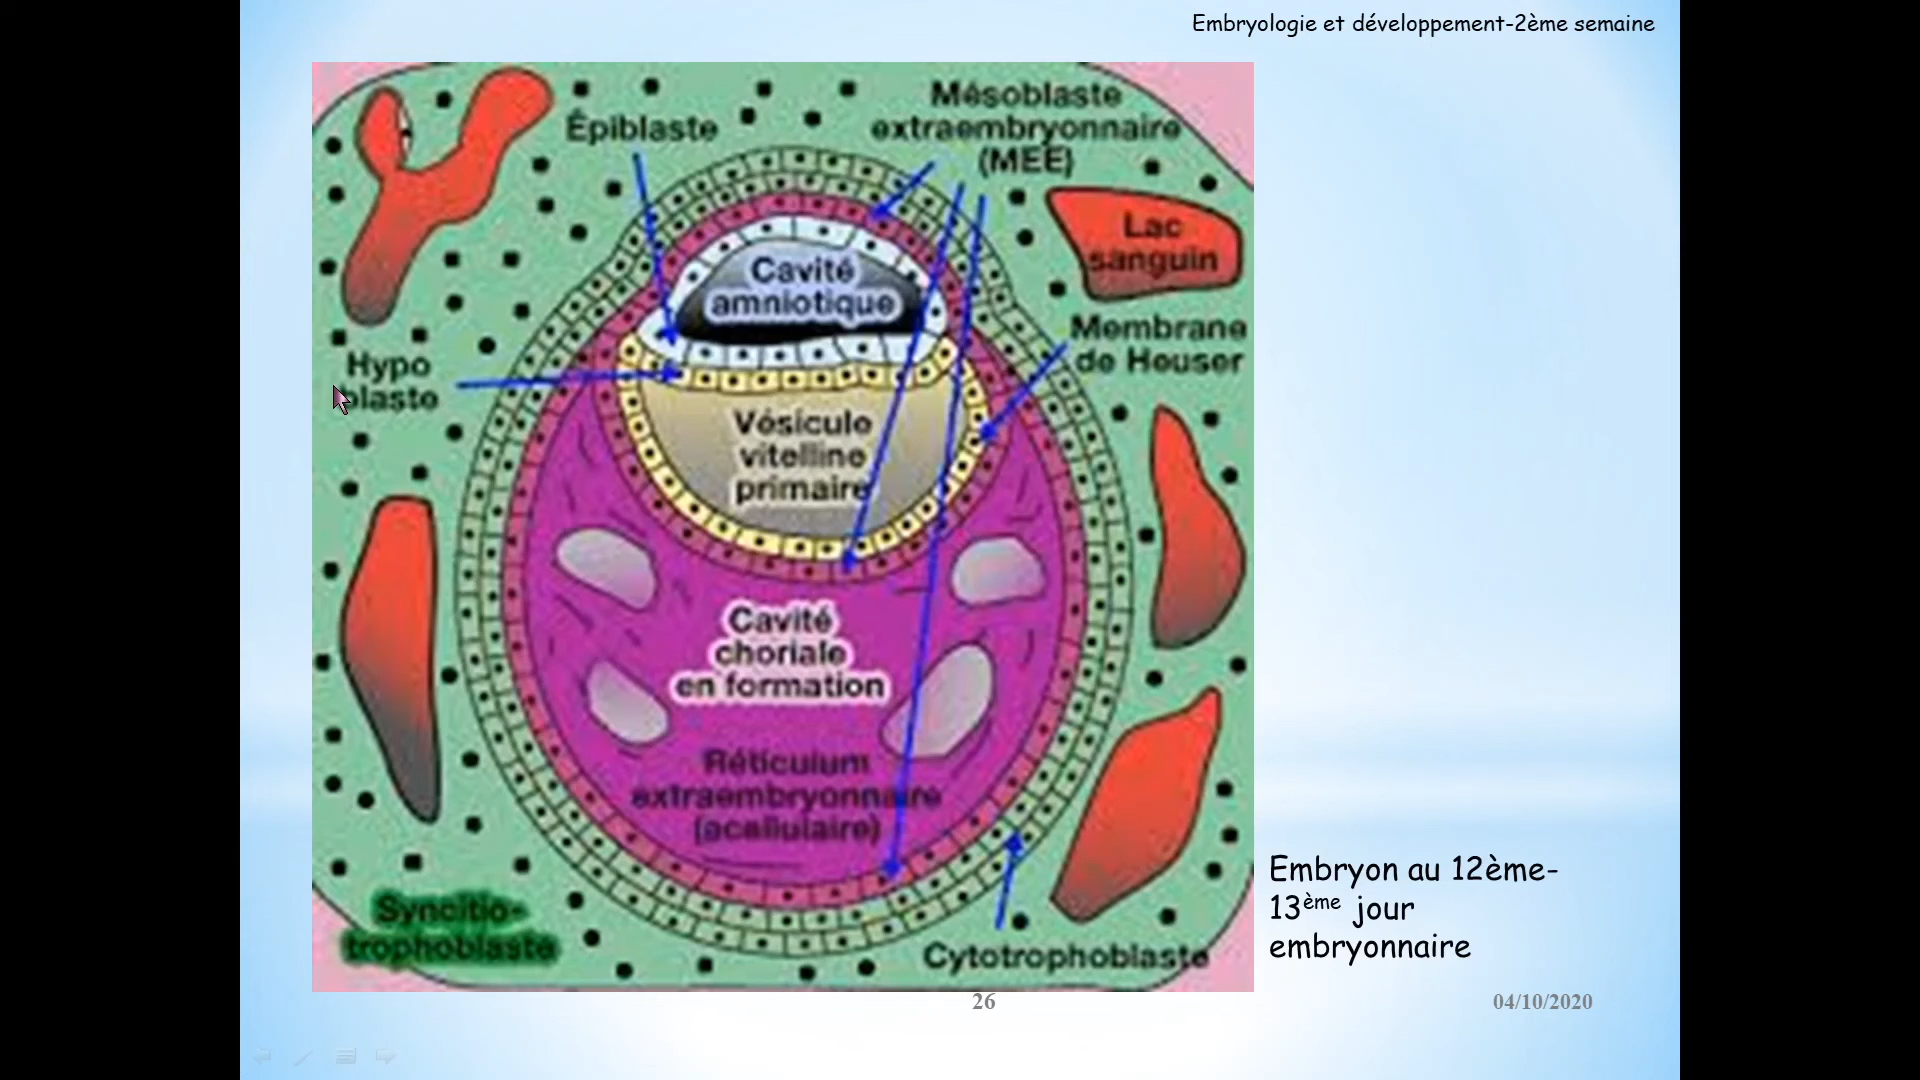 Embryologie et développement-2ème semaine
Épiblaste
Mésoblaste
extraembryonnaire
(MEE)
Lac
sanguin
Cavité
amniotique
Membrane
de Heuser
Hypo
blaste
Vésicule
vitelline
primaire
Cavité
choriale
en formation
Réticulum
extraembryonnaire
(acellulaire)
Syncitio-
trophoblaste
Cytotrophoblaste
Embryon au 12ème-
13ème jour
embryonnaire
26
04/10/2020